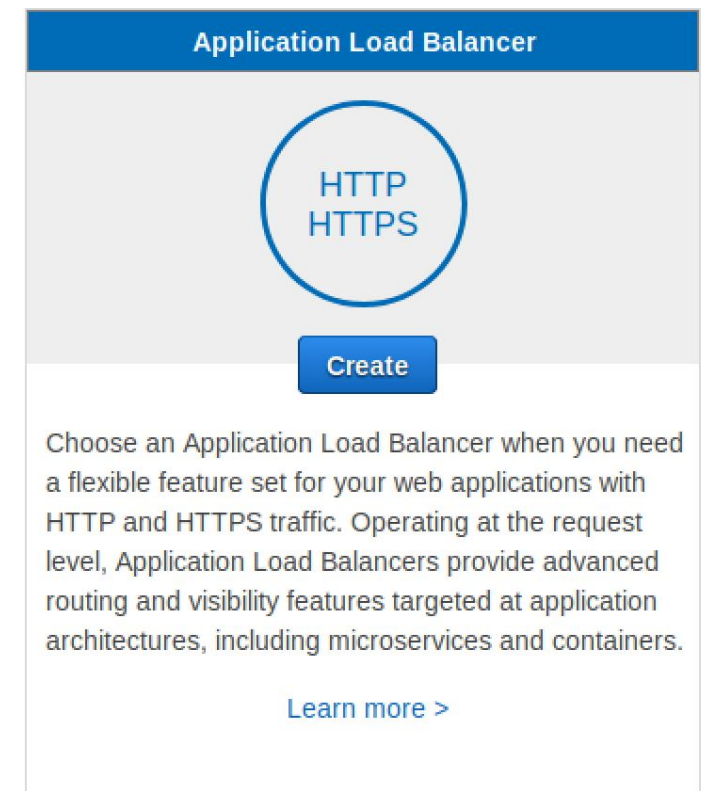 Application Load Balancer
HTTP
HTTPS
Create
Choose an Application Load Balancer when you need
a flexible feature set for your web applications with
HTTP and HTTPS traffic. Operating at the request
level, Application Load Balancers provide advanced
routing and visibility features targeted at application
architectures, including microservices and containers.
Learn more >